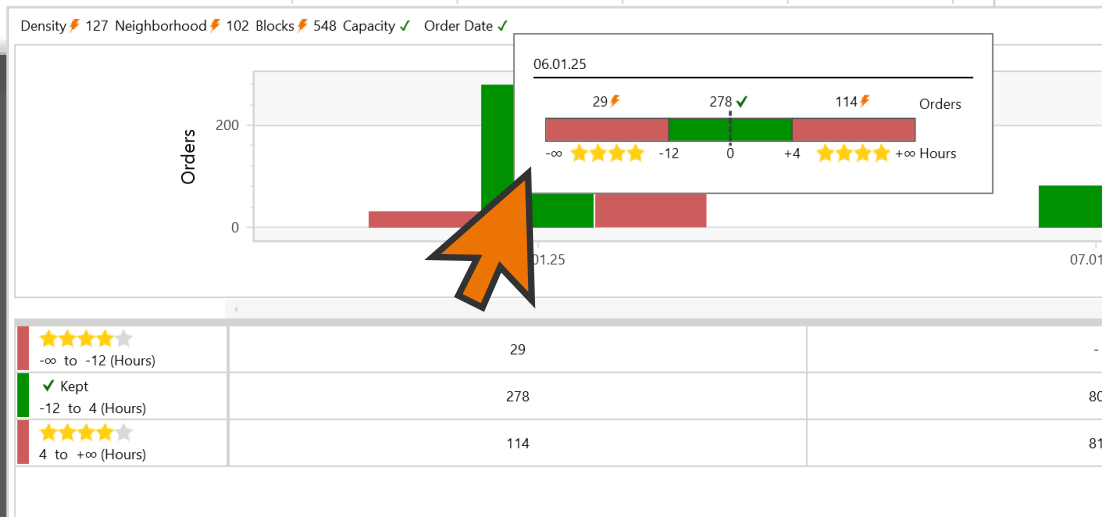 Density 127 Neighborhood 102 Blocks 548 Capacity ✓ Order Date ✓
06.01.25
29 278 ✓ 114 Orders
-∞ -12 0 +4 +∞ Hours
Orders
200
0
01.25
07.01
-∞ to -12 (Hours)
29
-
✓ Kept
-12 to 4 (Hours)
278
80
4 to +∞ (Hours)
114
81